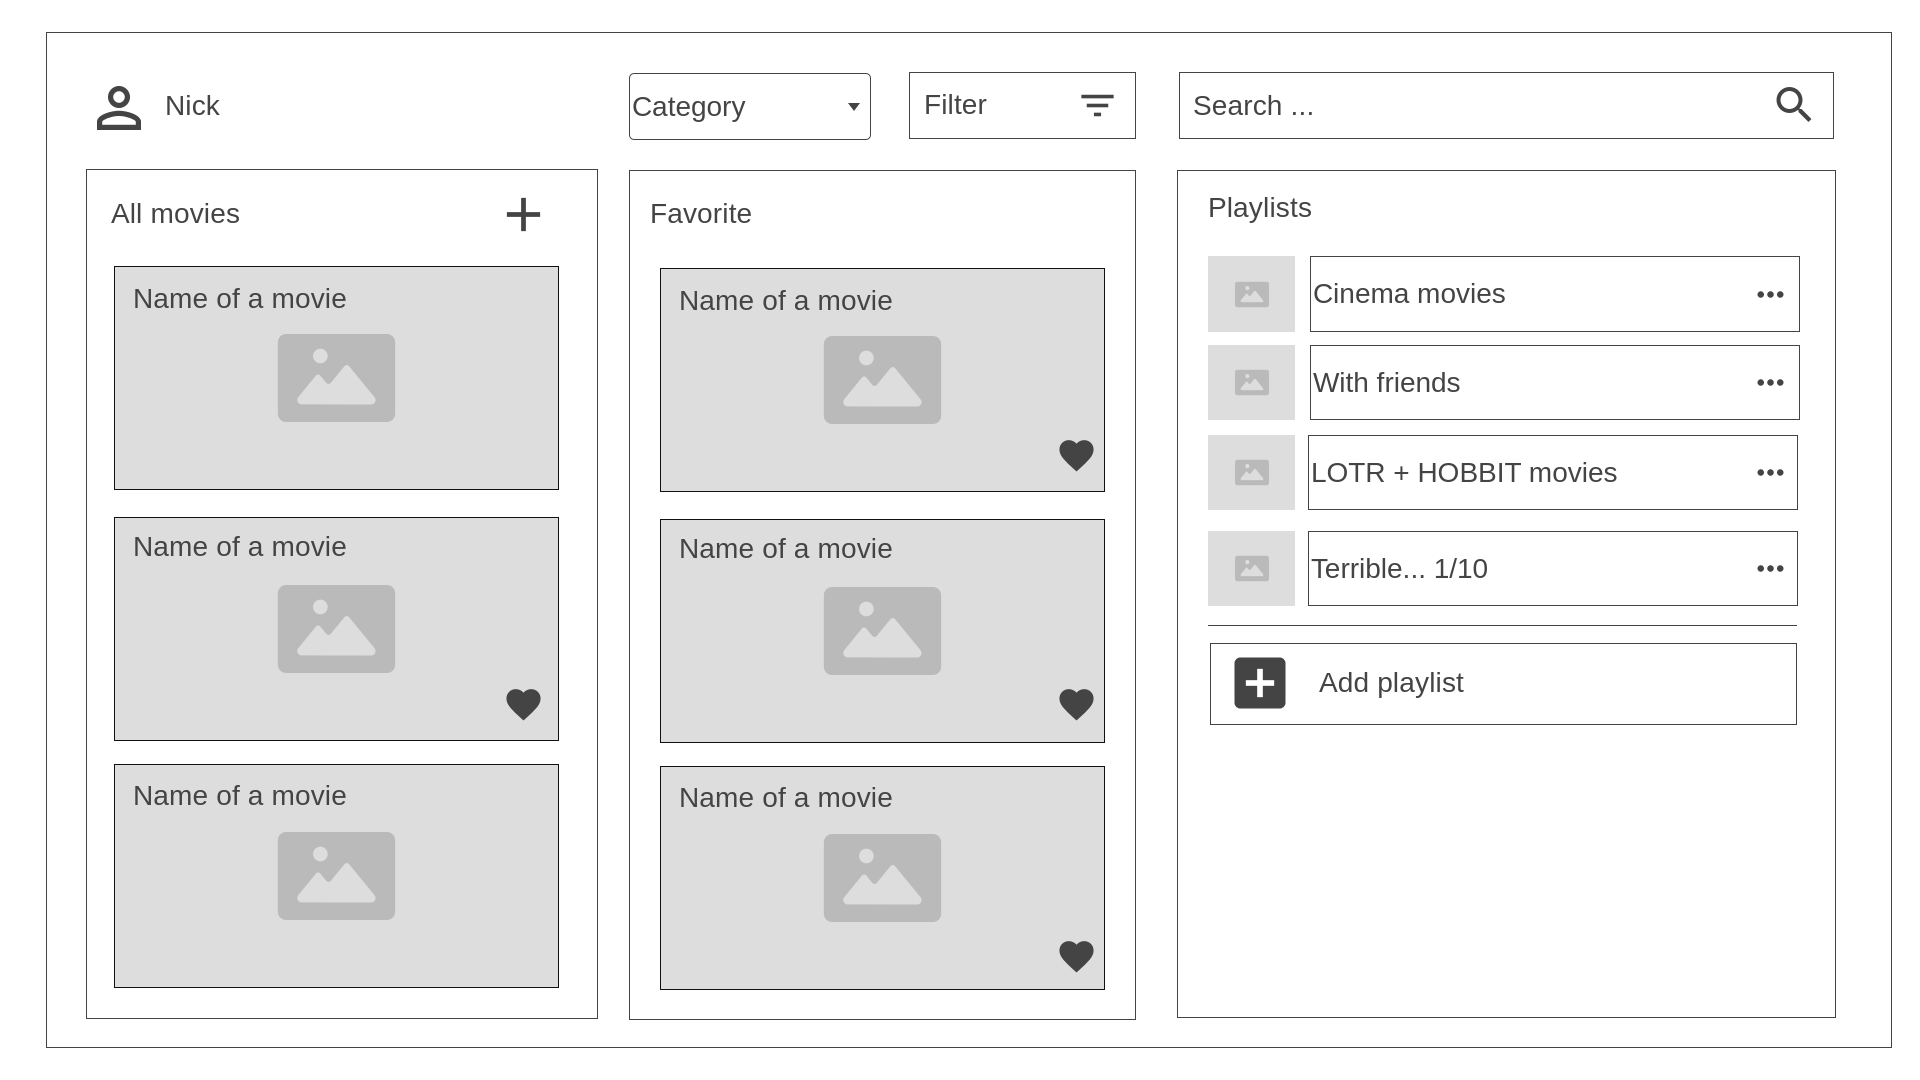 Nick
Category
Filter
Search ...
All movies
Name of a movie
Name of a movie
Name of a movie
Favorite
Name of a movie
Name of a movie
Name of a movie
Playlists
Cinema movies
With friends
LOTR + HOBBIT movies
Terrible... 1/10
Add playlist